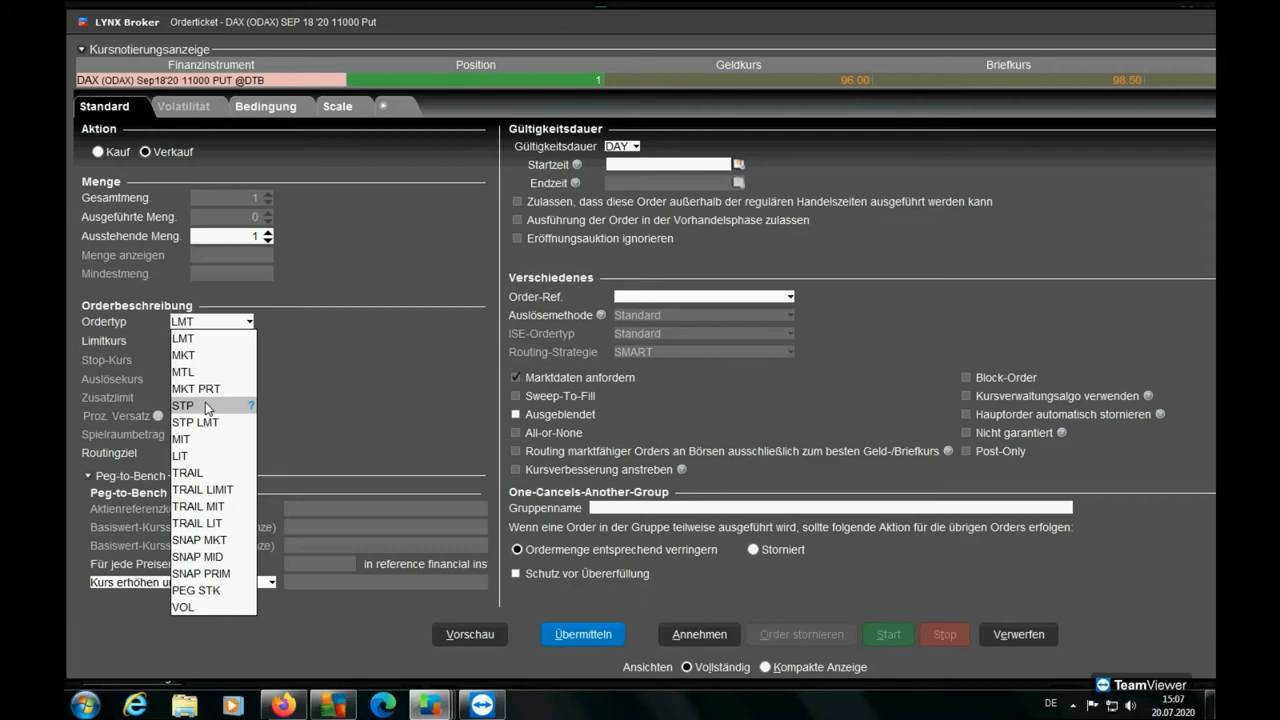 LYNX Broker Orderticket - DAX (ODAX) SEP 18 '20 11000 Put
Kursnotierungsanzeige
Finanzinstrument Position Geldkurs Briefkurs
DAX (ODAX) Sep18'20 11000 PUT @DTB 1 96.00 98.50
Standard Volatilität Bedingung Scale
Aktion
Kauf Verkauf
Menge
Gesamtmeng. 1
Ausgeführte Meng. 0
Ausstehende Meng. 1
Menge anzeigen
Mindestmeng.
Orderbeschreibung
Ordertyp LMT
Limitkurs
Stop-Kurs
Auslösekurs
Zusatzlimit
Proz. Versatz
Spielraumbetrag
Routingziel
LMT
MKT
MTL
MKT PRT
STP ?
STP LMT
MIT
LIT
TRAIL
TRAIL LIMIT
TRAIL MIT
TRAIL LIT
SNAP MKT
SNAP MID
SNAP PRIM
PEG STK
VOL
Peg-to-Bench
Peg-to-Bench
Aktienreferenzk
Basiswert-Kurss nze)
Basiswert-Kurss nze)
Für jede Preiser in reference financial ins
Kurs erhöhen u
Gültigkeitsdauer
Gültigkeitsdauer DAY
Startzeit
Endzeit
Zulassen, dass diese Order außerhalb der regulären Handelszeiten ausgeführt werden kann
Ausführung der Order in der Vorhandelsphase zulassen
Eröffnungsauktion ignorieren
Verschiedenes
Order-Ref.
Auslösemethode Standard
ISE-Ordertyp Standard
Routing-Strategie SMART
Marktdaten anfordern Block-Order
Sweep-To-Fill Kursverwaltungsalgo verwenden
Ausgeblendet Hauptorder automatisch stornieren
All-or-None Nicht garantiert
Routing marktfähiger Orders an Börsen ausschließlich zum besten Geld-/Briefkurs Post-Only
Kursverbesserung anstreben
One-Cancels-Another-Group
Gruppenname
Wenn eine Order in der Gruppe teilweise ausgeführt wird, sollte folgende Aktion für die übrigen Orders erfolgen:
Ordermenge entsprechend verringern Storniert
Schutz vor Übererfüllung
Vorschau Übermitteln Annehmen Order stornieren Start Stop Verwerfen
Ansichten Vollständig Kompakte Anzeige
TeamViewer
DE 15:07
20.07.2020